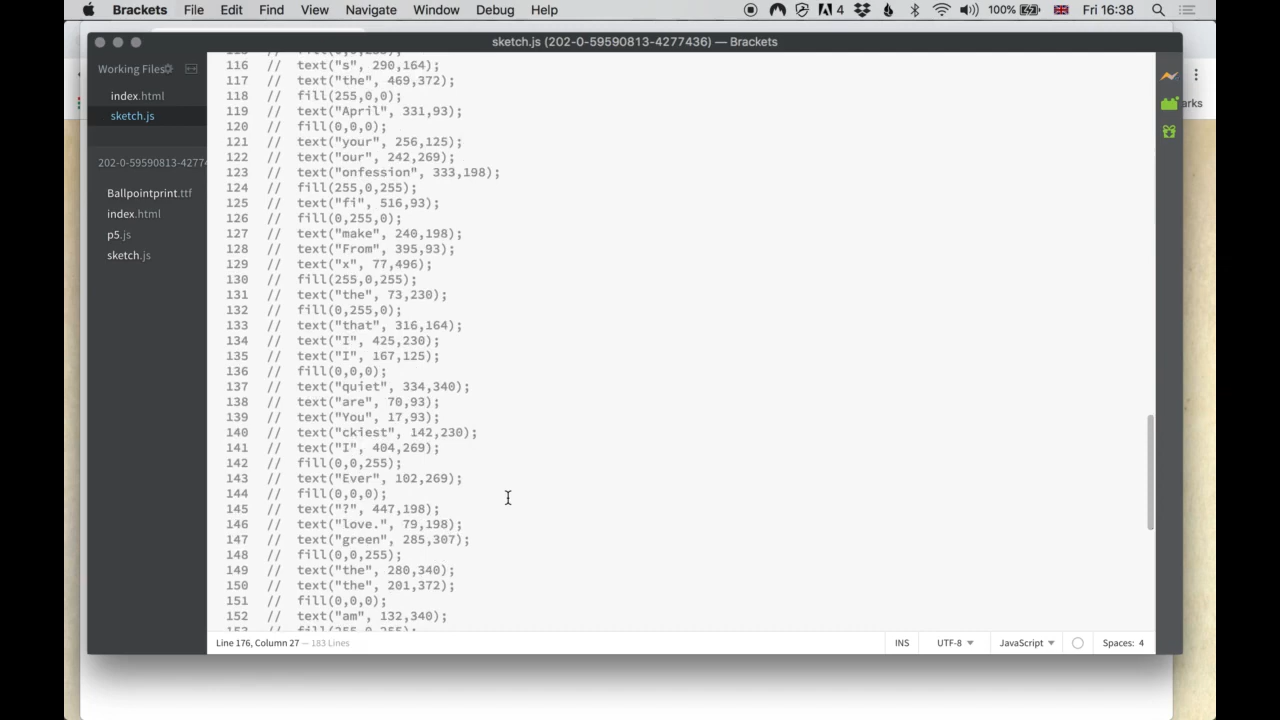 Brackets File Edit Find View Navigate Window Debug Help 4 100% Fri 16:38
sketch.js (202-0-59590813-4277436) — Brackets
Working Files
index.html
sketch.js
202-0-59590813-4277
Ballpointprint.ttf
index.html
p5.js
sketch.js
arks
116 // text("s", 290,164);
117 // text("the", 469,372);
118 // fill(255,0,0);
119 // text("April", 331,93);
120 // fill(0,0,0);
121 // text("your", 256,125);
122 // text("our", 242,269);
123 // text("onfession", 333,198);
124 // fill(255,0,255);
125 // text("fi", 516,93);
126 // fill(0,255,0);
127 // text("make", 240,198);
128 // text("From", 395,93);
129 // text("x", 77,496);
130 // fill(255,0,255);
131 // text("the", 73,230);
132 // fill(0,255,0);
133 // text("that", 316,164);
134 // text("I", 425,230);
135 // text("I", 167,125);
136 // fill(0,0,0);
137 // text("quiet", 334,340);
138 // text("are", 70,93);
139 // text("You", 17,93);
140 // text("ckiest", 142,230);
141 // text("I", 404,269);
142 // fill(0,0,255);
143 // text("Ever", 102,269);
144 // fill(0,0,0);
145 // text("?", 447,198);
146 // text("love.", 79,198);
147 // text("green", 285,307);
148 // fill(0,0,255);
149 // text("the", 280,340);
150 // text("the", 201,372);
151 // fill(0,0,0);
152 // text("am", 132,340);
Line 176, Column 27 — 183 Lines INS UTF-8 JavaScript Spaces: 4